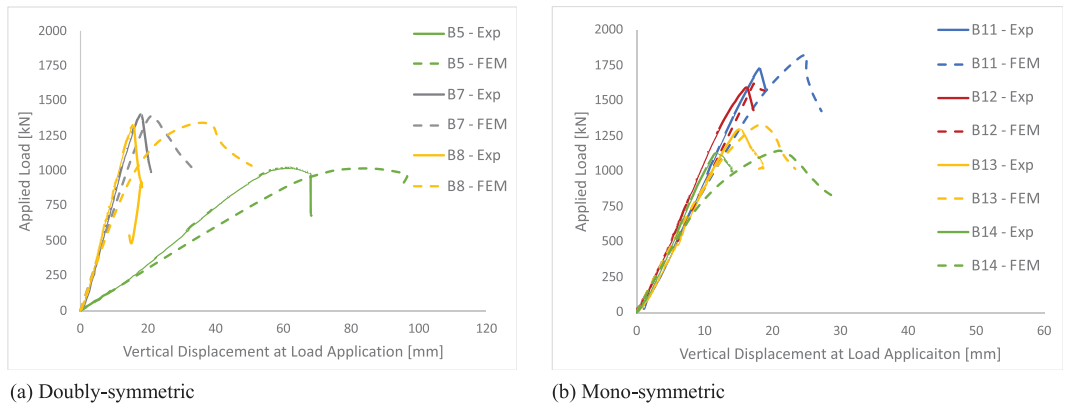 2000
1750
1500
1250
1000
750
500
250
0
Applied Load [kN]
0 20 40 60 80 100 120
Vertical Displacement at Load Application [mm]
B5 - Exp
B5 - FEM
B7 - Exp
B7 - FEM
B8 - Exp
B8 - FEM
(a) Doubly-symmetric
2000
1750
1500
1250
1000
750
500
250
0
Applied Load [kN]
0 10 20 30 40 50 60
Vertical Displacement at Load Applicaiton [mm]
B11 - Exp
B11 - FEM
B12 - Exp
B12 - FEM
B13 - Exp
B13 - FEM
B14 - Exp
B14 - FEM
(b) Mono-symmetric